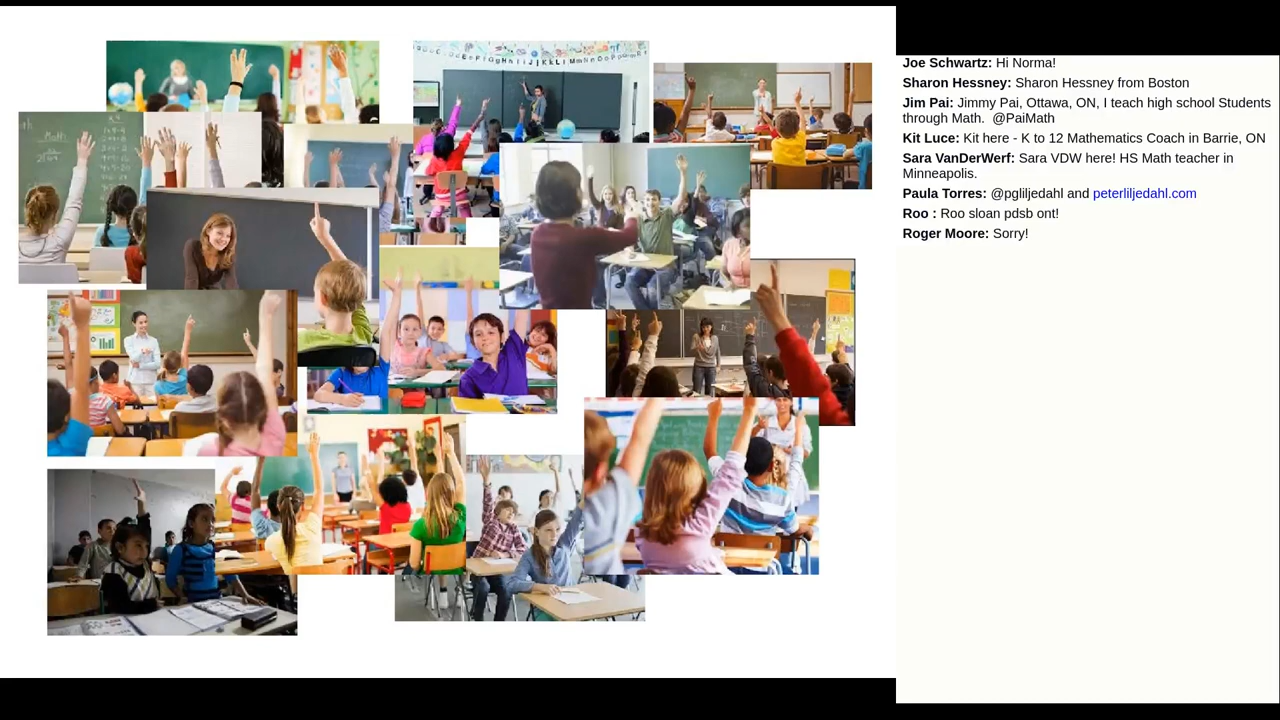 Joe Schwartz: Hi Norma!
Sharon Hessney: Sharon Hessney from Boston
Jim Pai: Jimmy Pai, Ottawa, ON, I teach high school Students
through Math.  @PaiMath
Kit Luce: Kit here - K to 12 Mathematics Coach in Barrie, ON
Sara VanDerWerf: Sara VDW here! HS Math teacher in
Minneapolis.
Paula Torres: @pgliljedahl and peterliljedahl.com
Roo : Roo sloan pdsb ont!
Roger Moore: Sorry!
Math